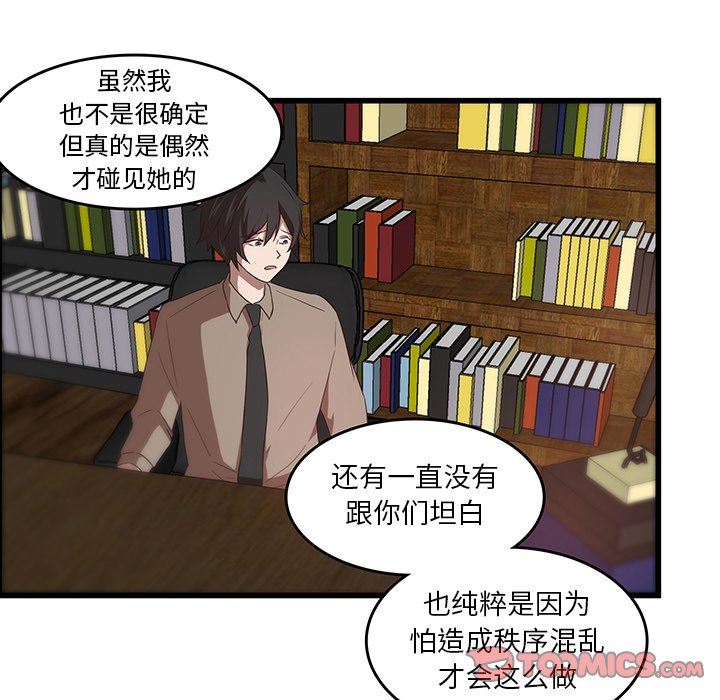 虽然我
也不是很确定
但真的是偶然
才碰见她的
还有一直没有
跟你们坦白
也纯粹是因为
怕造成秩序混乱
才会这么做
TOOMICS.COM